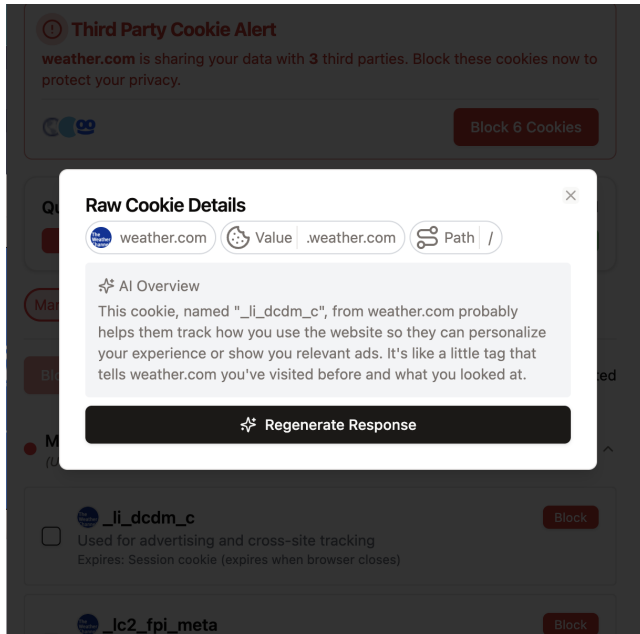 Third Party Cookie Alert
weather.com is sharing your data with 3 third parties. Block these cookies now to
protect your privacy.
Block 6 Cookies
Raw Cookie Details
The Weather Channel
weather.com
Value .weather.com
Path /
AI Overview
This cookie, named "_li_dcdm_c", from weather.com probably
helps them track how you use the website so they can personalize
your experience or show you relevant ads. It's like a little tag that
tells weather.com you've visited before and what you looked at.
Regenerate Response
_li_dcdm_c
Block
Used for advertising and cross-site tracking
Expires: Session cookie (expires when browser closes)
_lc2_fpi_meta
Block